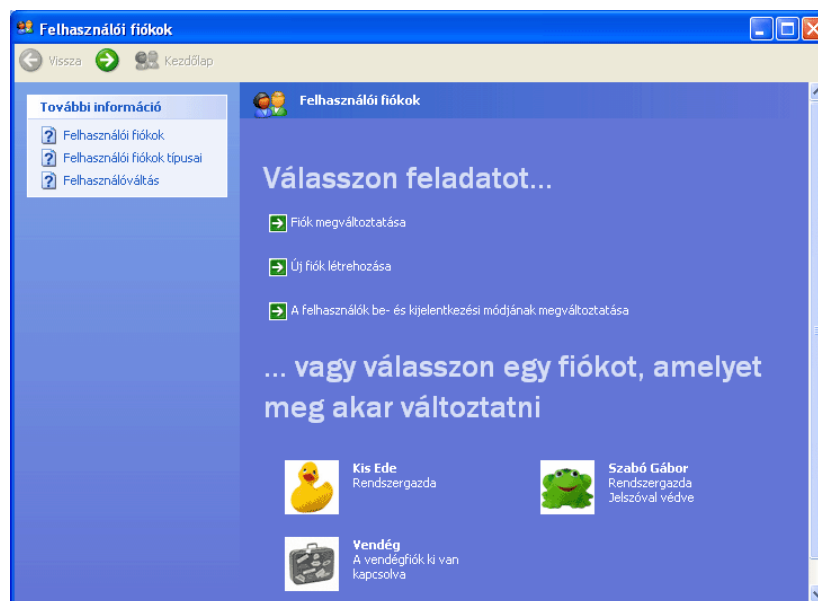 Felhasználói fiókok
Vissza
Kezdőlap
További információ
Felhasználói fiókok
Felhasználói fiókok típusai
Felhasználóváltás
Felhasználói fiókok
Válasszon feladatot...
Fiók megváltoztatása
Új fiók létrehozása
A felhasználók be- és kijelentkezési módjának megváltoztatása
... vagy válasszon egy fiókot, amelyet
meg akar változtatni
Kis Ede
Rendszergazda
Szabó Gábor
Rendszergazda
Jelszóval védve
Vendég
A vendégfiók ki van
kapcsolva